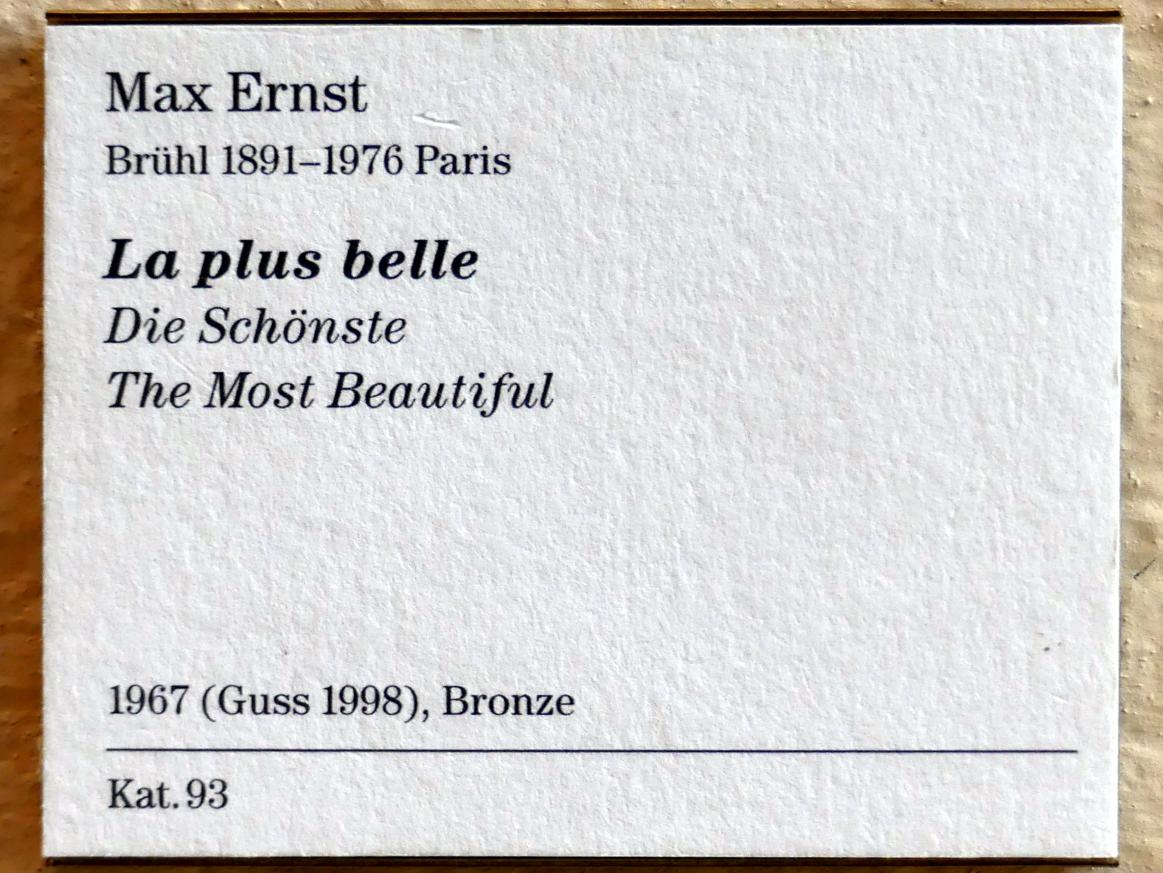 Max Ernst
Brühl 1891–1976 Paris
La plus belle
Die Schönste
The Most Beautiful
1967 (Guss 1998), Bronze
Kat. 93